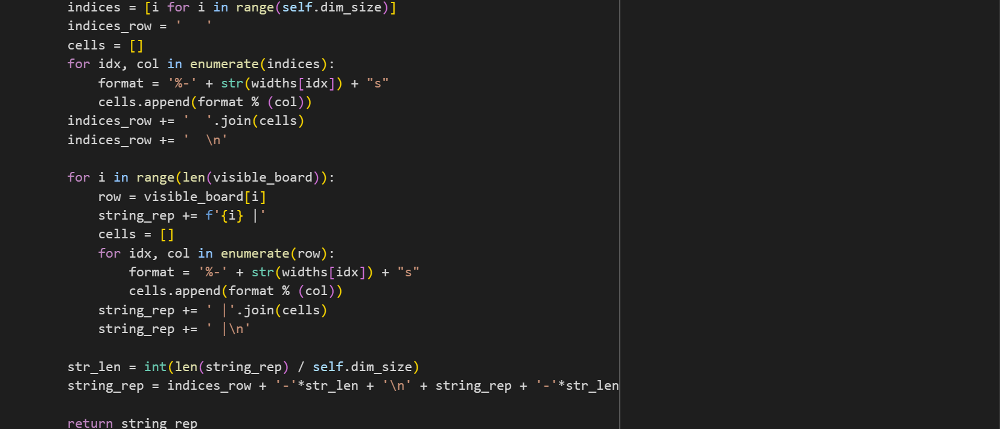 indices = [i for i in range(self.dim_size)]
indices_row = '   '
cells = []
for idx, col in enumerate(indices):
    format = '%-' + str(widths[idx]) + "s"
    cells.append(format % (col))
indices_row += '  '.join(cells)
indices_row += '  \n'

for i in range(len(visible_board)):
    row = visible_board[i]
    string_rep += f'{i} |'
    cells = []
    for idx, col in enumerate(row):
        format = '%-' + str(widths[idx]) + "s"
        cells.append(format % (col))
    string_rep += ' |'.join(cells)
    string_rep += ' |\n'

str_len = int(len(string_rep) / self.dim_size)
string_rep = indices_row + '-'*str_len + '\n' + string_rep + '-'*str_len

return string_rep